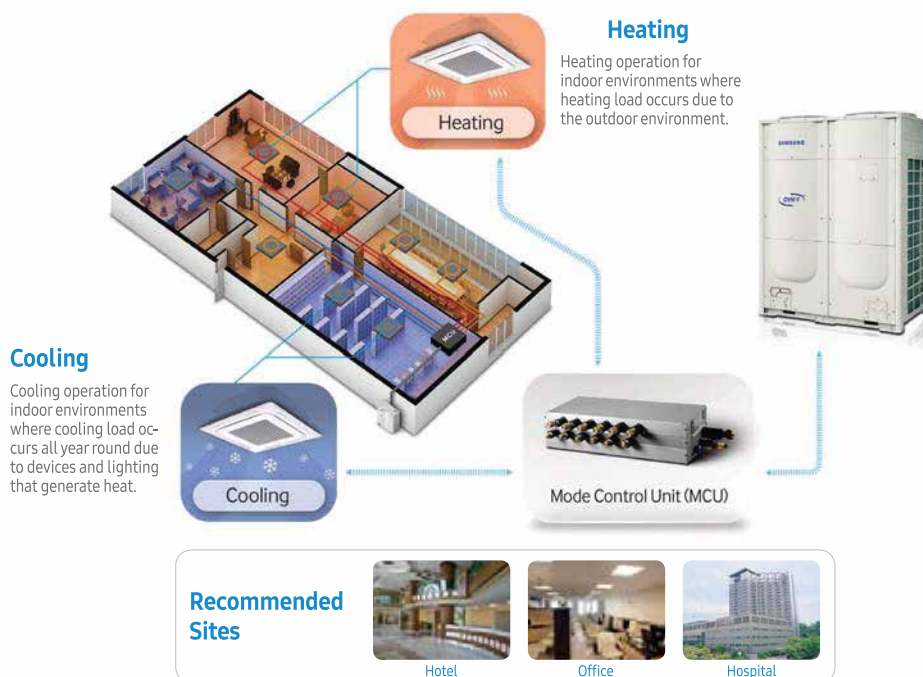 Heating
Heating operation for
indoor environments where
heating load occurs due to
the outdoor environment.
Heating
SAMSUNG
MCU
Cooling
Cooling operation for
indoor environments
where cooling load oc-
curs all year round due
to devices and lighting
that generate heat.
Cooling
Mode Control Unit (MCU)
Recommended
Sites
Hotel
Office
Hospital